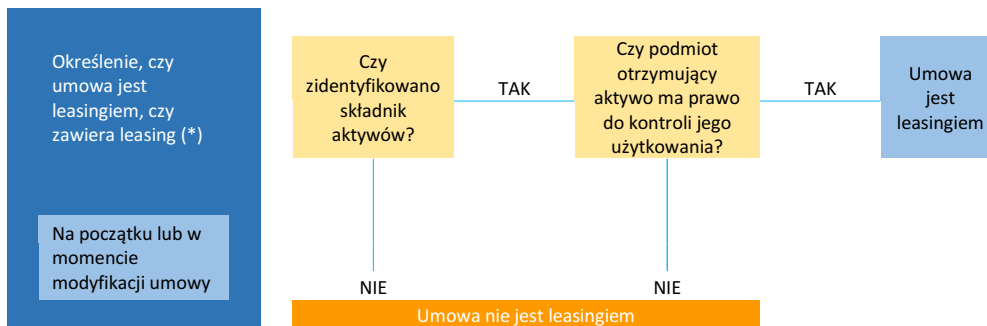 Określenie, czy
umowa jest
leasingiem, czy
zawiera leasing (*)
Na początku lub w
momencie
modyfikacji umowy
Czy
zidentyfikowano
składnik
aktywów?
TAK
Czy podmiot
otrzymujący
aktywo ma prawo
do kontroli jego
użytkowania?
TAK
Umowa
jest
leasingiem
NIE
NIE
Umowa nie jest leasingiem